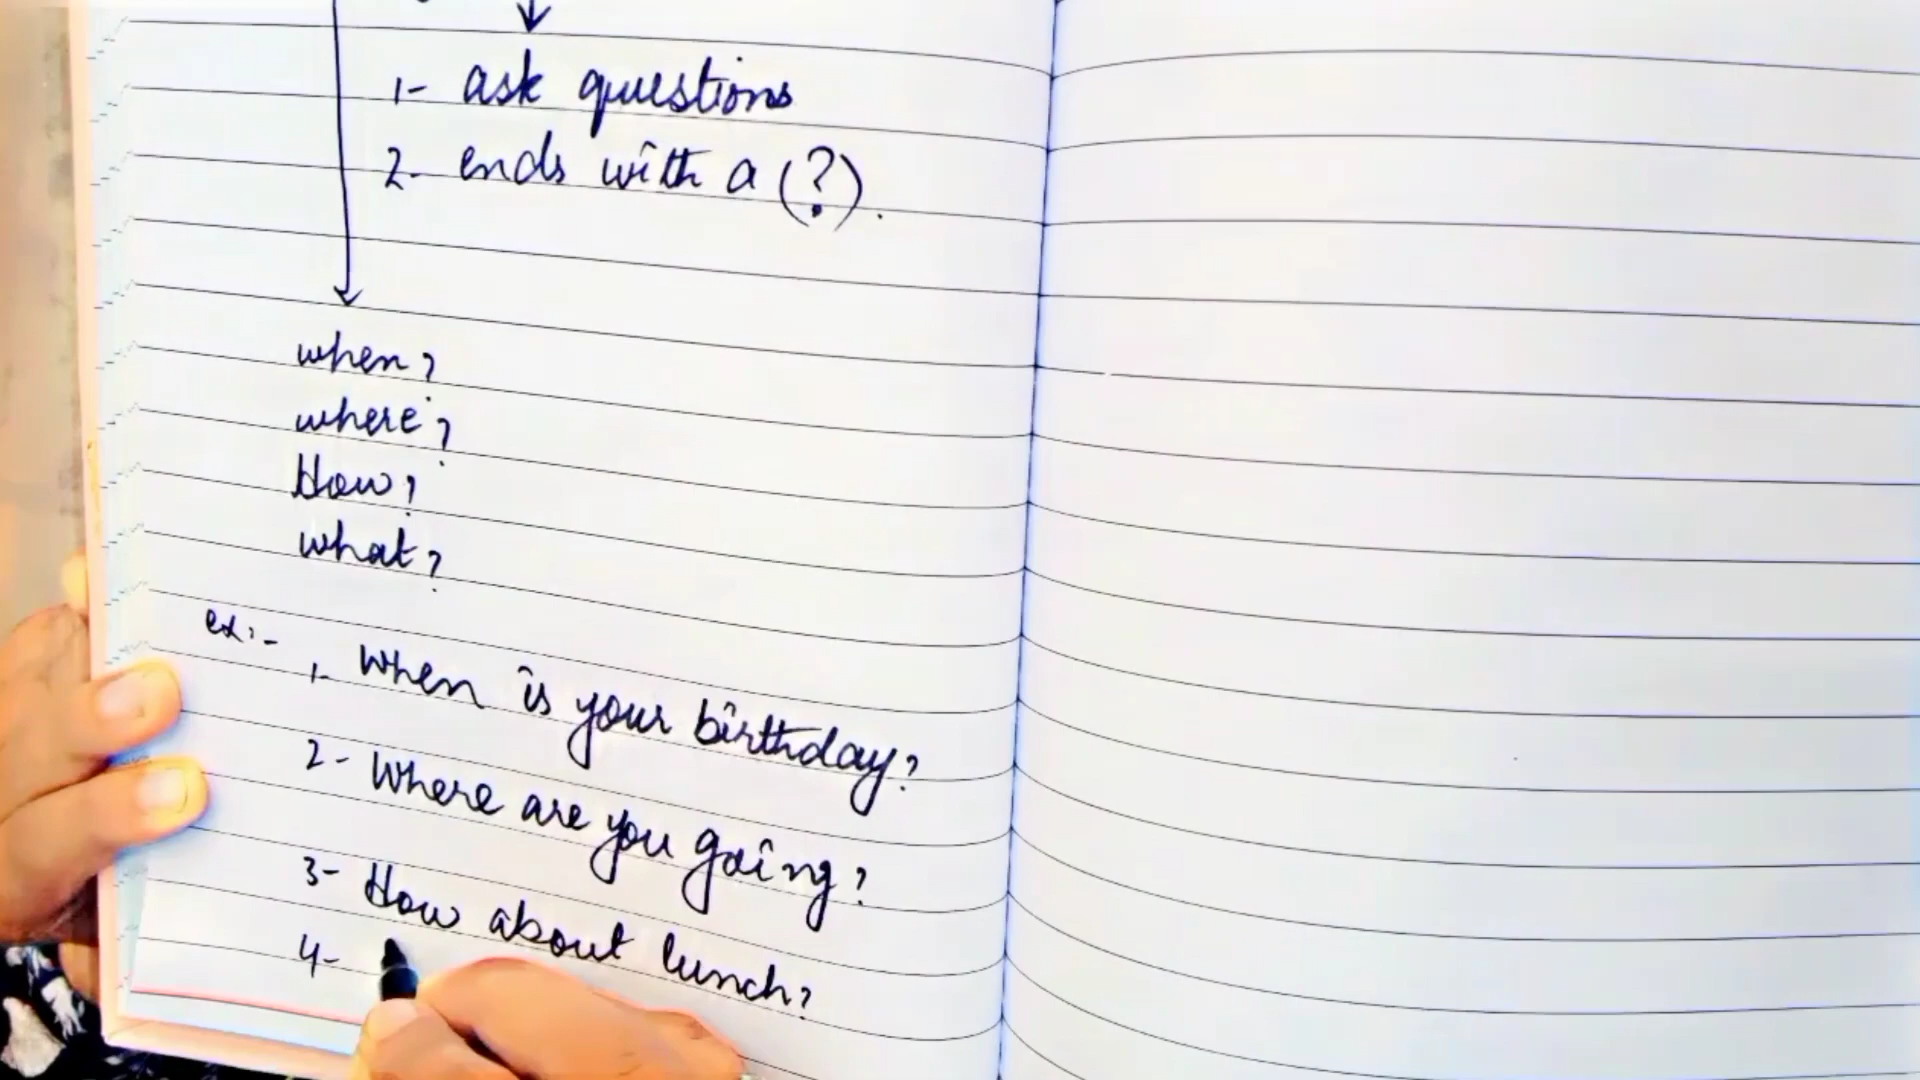 1- ask questions
2- ends with a (?).
when?
where?
How?
what?
ex:-
1- When is your birthday?
2- Where are you going?
3- How about lunch?
4-